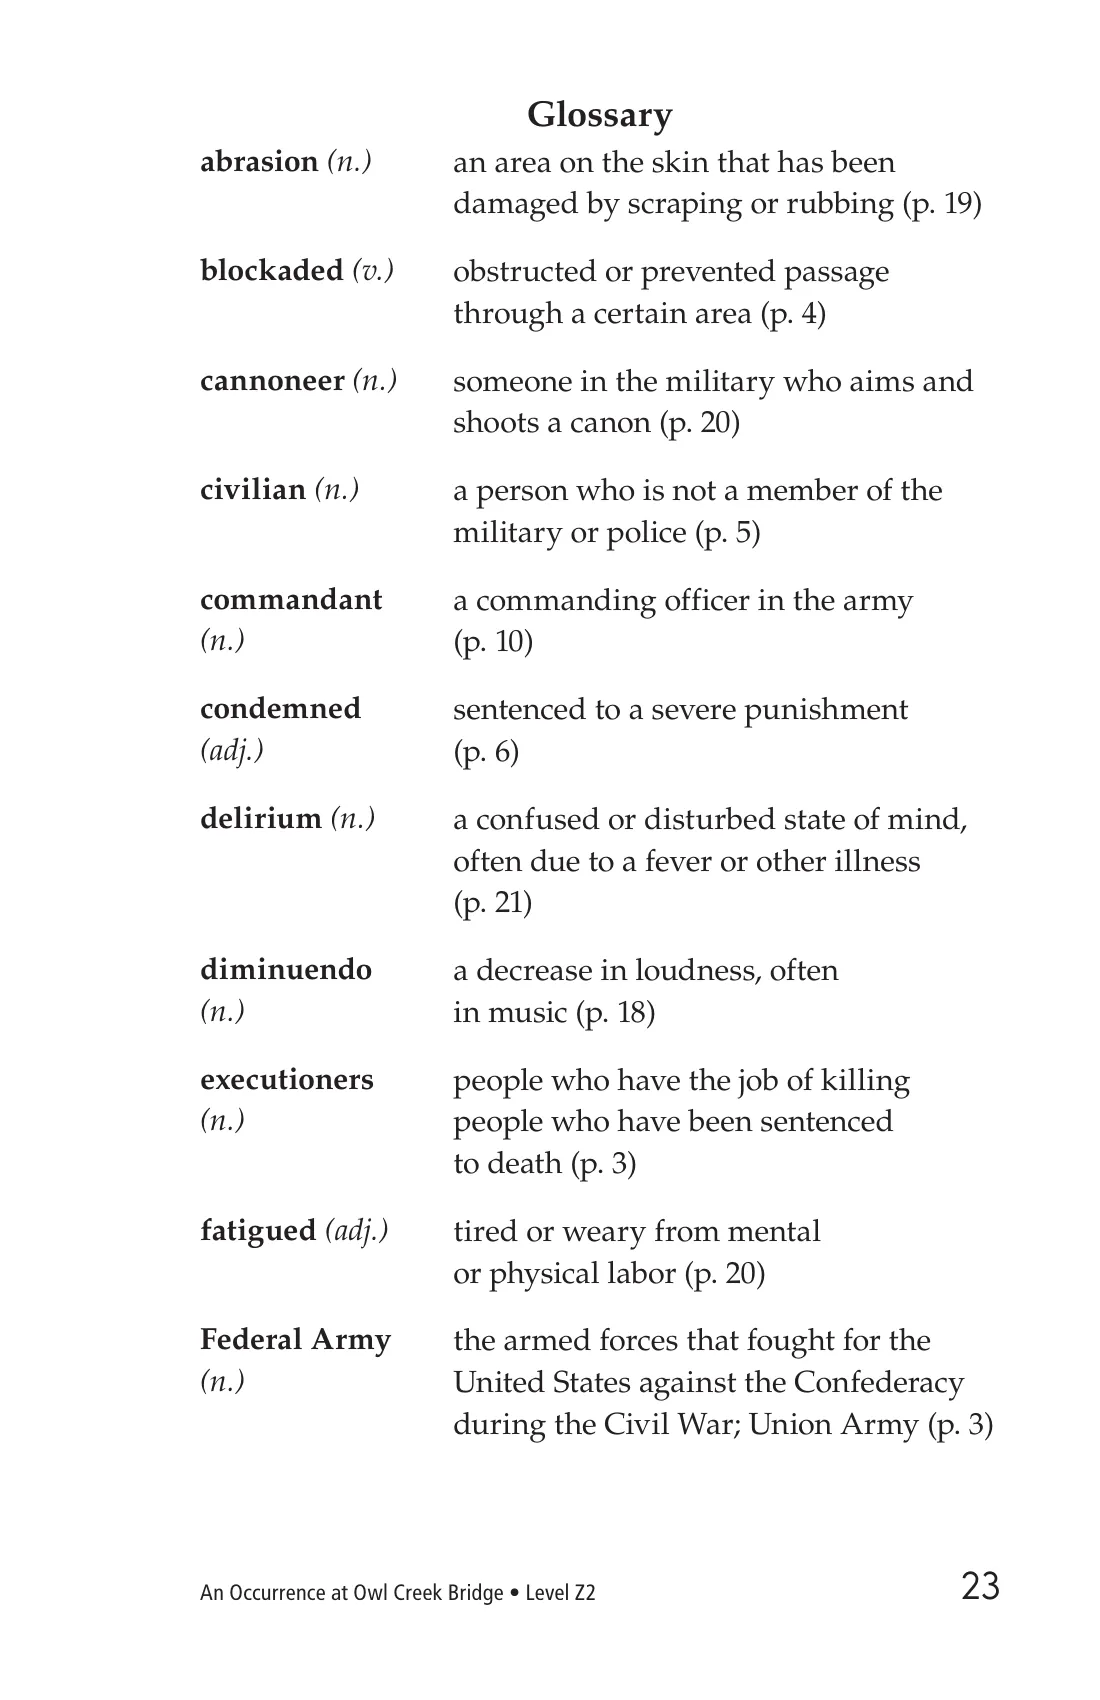 Glossary
abrasion (n.) an area on the skin that has been
damaged by scraping or rubbing (p. 19)
blockaded (v.) obstructed or prevented passage
through a certain area (p. 4)
cannoneer (n.) someone in the military who aims and
shoots a canon (p. 20)
civilian (n.) a person who is not a member of the
military or police (p. 5)
commandant a commanding officer in the army
(n.) (p. 10)
condemned sentenced to a severe punishment
(adj.) (p. 6)
delirium (n.) a confused or disturbed state of mind,
often due to a fever or other illness
(p. 21)
diminuendo a decrease in loudness, often
(n.) in music (p. 18)
executioners people who have the job of killing
(n.) people who have been sentenced
to death (p. 3)
fatigued (adj.) tired or weary from mental
or physical labor (p. 20)
Federal Army the armed forces that fought for the
(n.) United States against the Confederacy
during the Civil War; Union Army (p. 3)
An Occurrence at Owl Creek Bridge • Level Z2 23